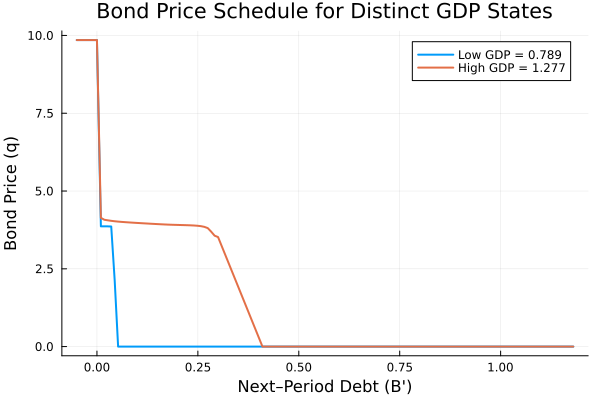 Bond Price Schedule for Distinct GDP States
Low GDP = 0.789
High GDP = 1.277
Bond Price (q)
10.0
7.5
5.0
2.5
0.0
0.00 0.25 0.50 0.75 1.00
Next–Period Debt (B')